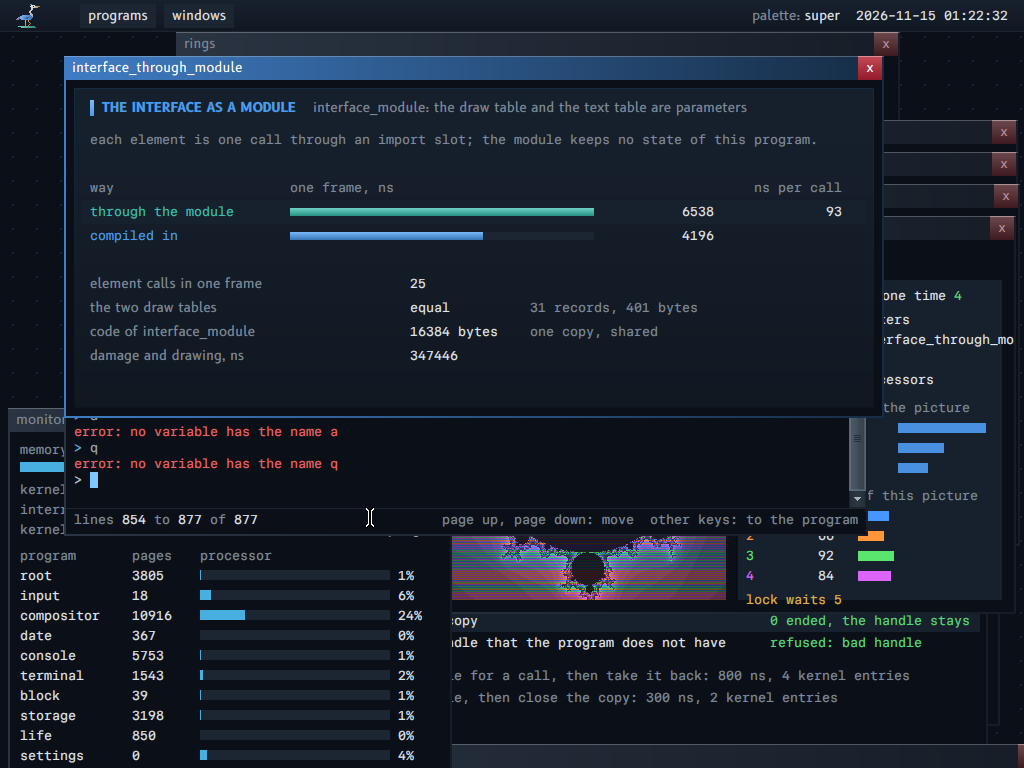 programs windows palette: super 2026-11-15 01:22:32
rings x
interface_through_module x
THE INTERFACE AS A MODULE interface_module: the draw table and the text table are parameters
each element is one call through an import slot; the module keeps no state of this program.
way one frame, ns ns per call
through the module 6538 93
compiled in 4196
element calls in one frame 25
the two draw tables equal 31 records, 401 bytes
code of interface_module 16384 bytes one copy, shared
damage and drawing, ns 347446
x
x
x
x
one time 4
ters
erface_through_mo
cessors
the picture
f this picture
error: no variable has the name a
> q
error: no variable has the name q
>
lines 854 to 877 of 877 page up, page down: move other keys: to the program
monitor
memory
kernel
inter
kernel
program pages processor
root 3805 1%
input 18 6%
compositor 10916 24%
date 367 0%
console 5753 1%
terminal 1543 2%
block 39 1%
storage 3198 1%
life 850 0%
settings 0 4%
3 92
4 84
lock waits 5
copy 0 ended, the handle stays
ndle that the program does not have refused: bad handle
le for a call, then take it back: 800 ns, 4 kernel entries
e, then close the copy: 300 ns, 2 kernel entries
x